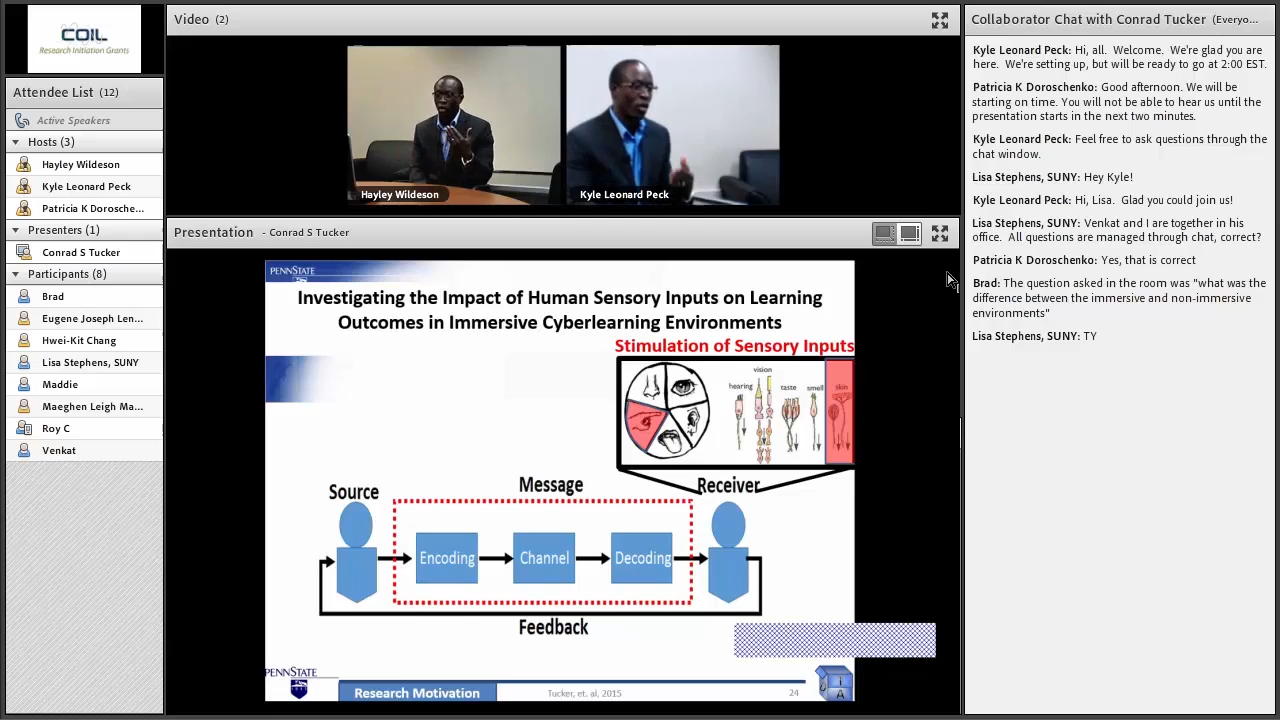 COIL
Research Initiation Grants
Attendee List (12)
Active Speakers
Hosts (3)
Hayley Wildeson
Kyle Leonard Peck
Patricia K Dorosche...
Presenters (1)
Conrad S Tucker
Participants (8)
Brad
Eugene Joseph Len...
Hwei-Kit Chang
Lisa Stephens, SUNY
Maddie
Maeghen Leigh Ma...
Roy C
Venkat
Video (2)
Hayley Wildeson
Kyle Leonard Peck
Presentation - Conrad S Tucker
PENNSTATE
Investigating the Impact of Human Sensory Inputs on Learning
Outcomes in Immersive Cyberlearning Environments
Stimulation of Sensory Inputs
hearing vision taste smell skin
Source
Message
Receiver
Encoding
Channel
Decoding
Feedback
PENNSTATE
Research Motivation
Tucker, et. al, 2015
24
A
Collaborator Chat with Conrad Tucker (Everyo...
Kyle Leonard Peck: Hi, all. Welcome. We're glad you are
here. We're setting up, but will be ready to go at 2:00 EST.
Patricia K Doroschenko: Good afternoon. We will be
starting on time. You will not be able to hear us until the
presentation starts in the next two minutes.
Kyle Leonard Peck: Feel free to ask questions through the
chat window.
Lisa Stephens, SUNY: Hey Kyle!
Kyle Leonard Peck: Hi, Lisa. Glad you could join us!
Lisa Stephens, SUNY: Venkat and I are together in his
office. All questions are managed through chat, correct?
Patricia K Doroschenko: Yes, that is correct
Brad: The question asked in the room was "what was the
difference between the immersive and non-immersive
environments"
Lisa Stephens, SUNY: TY